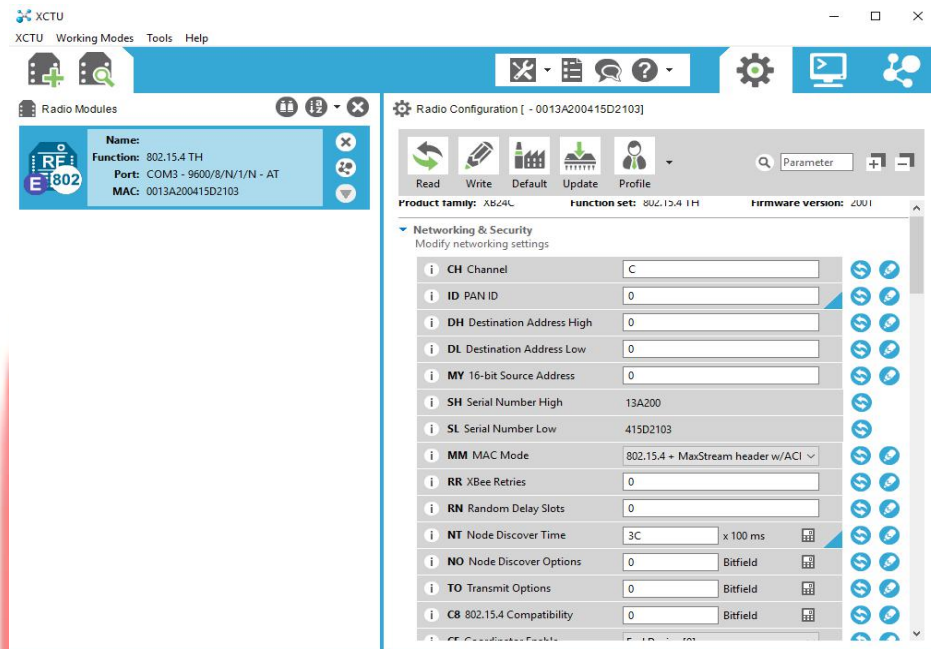 XCTU
XCTU Working Modes Tools Help
Radio Modules
Name:
Function: 802.15.4 TH
Port: COM3 - 9600/8/N/1/N - AT
MAC: 0013A200415D2103
RF
802
E
Radio Configuration [ - 0013A200415D2103]
Read Write Default Update Profile
Parameter
Product family: XB24C Function set: 802.15.4 TH Firmware version: 2001
Networking & Security
Modify networking settings
i CH Channel C
i ID PAN ID 0
i DH Destination Address High 0
i DL Destination Address Low 0
i MY 16-bit Source Address 0
i SH Serial Number High 13A200
i SL Serial Number Low 415D2103
i MM MAC Mode 802.15.4 + MaxStream header w/ACI
i RR XBee Retries 0
i RN Random Delay Slots 0
i NT Node Discover Time 3C x 100 ms
i NO Node Discover Options 0 Bitfield
i TO Transmit Options 0 Bitfield
i C8 802.15.4 Compatibility 0 Bitfield